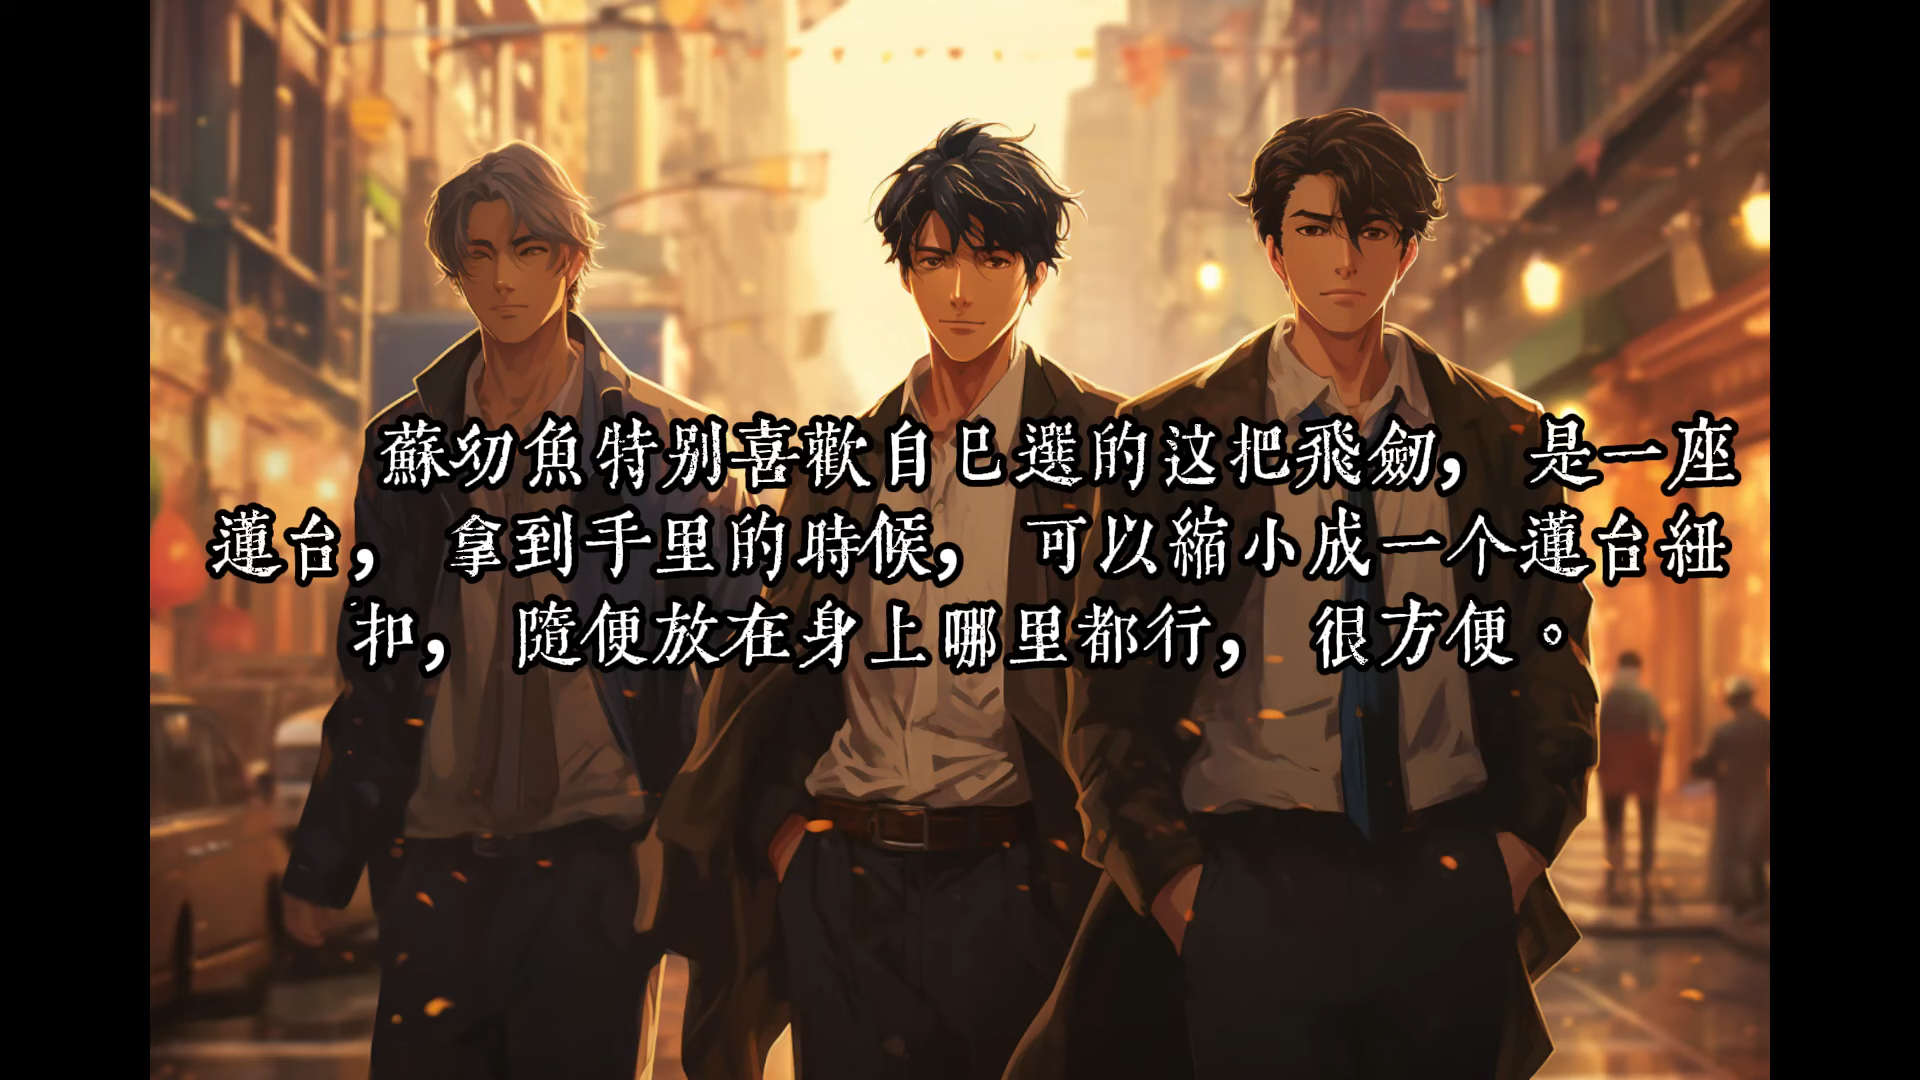 蘇幼魚特别喜歡自已選的这把飛劍，是一座
蓮台，拿到手里的時候，可以縮小成一个蓮台紐
扣，隨便放在身上哪里都行，很方便。